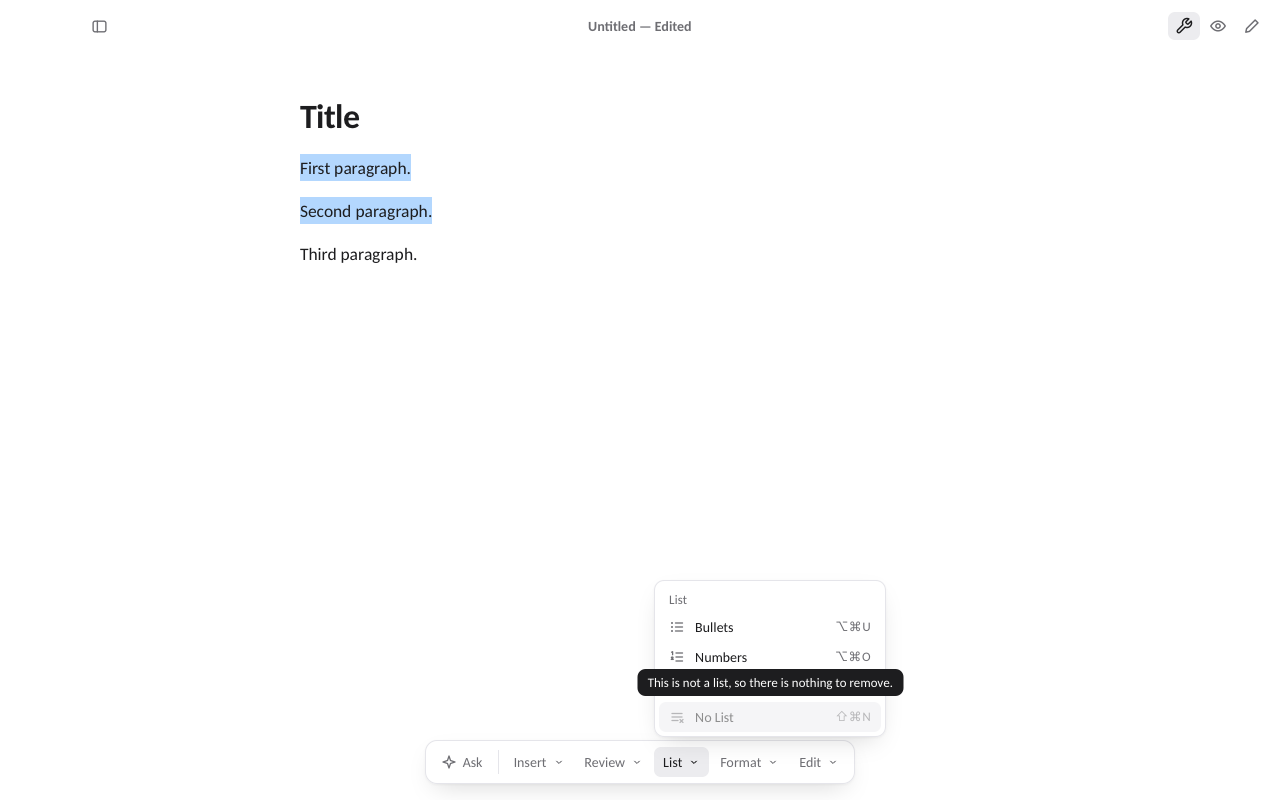 Untitled — Edited
Title
First paragraph.
Second paragraph.
Third paragraph.
List
Bullets ⌥⌘U
Numbers ⌥⌘O
This is not a list, so there is nothing to remove.
No List ⇧⌘N
Ask Insert Review List Format Edit